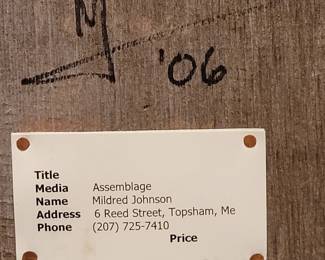 M
'06
Title
Media Assemblage
Name Mildred Johnson
Address 6 Reed Street, Topsham, Me
Phone (207) 725-7410
Price